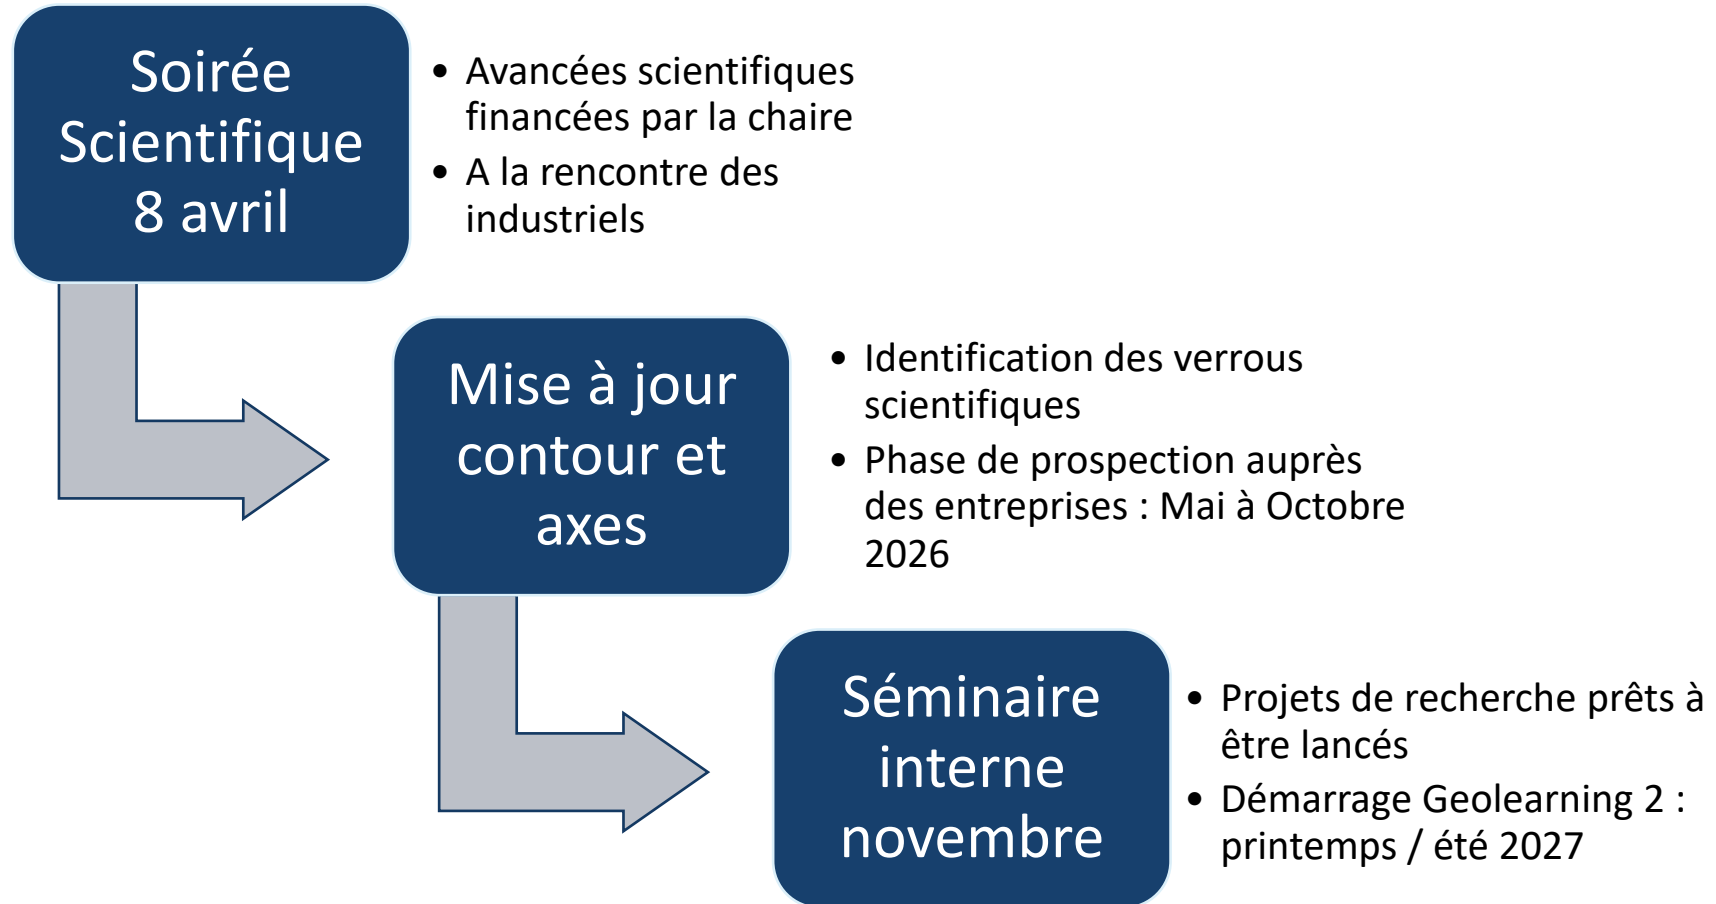 Soirée
Scientifique
8 avril
• Avancées scientifiques
financées par la chaire
• A la rencontre des
industriels
Mise à jour
contour et
axes
• Identification des verrous
scientifiques
• Phase de prospection auprès
des entreprises : Mai à Octobre
2026
Séminaire
interne
novembre
• Projets de recherche prêts à
être lancés
• Démarrage Geolearning 2 :
printemps / été 2027